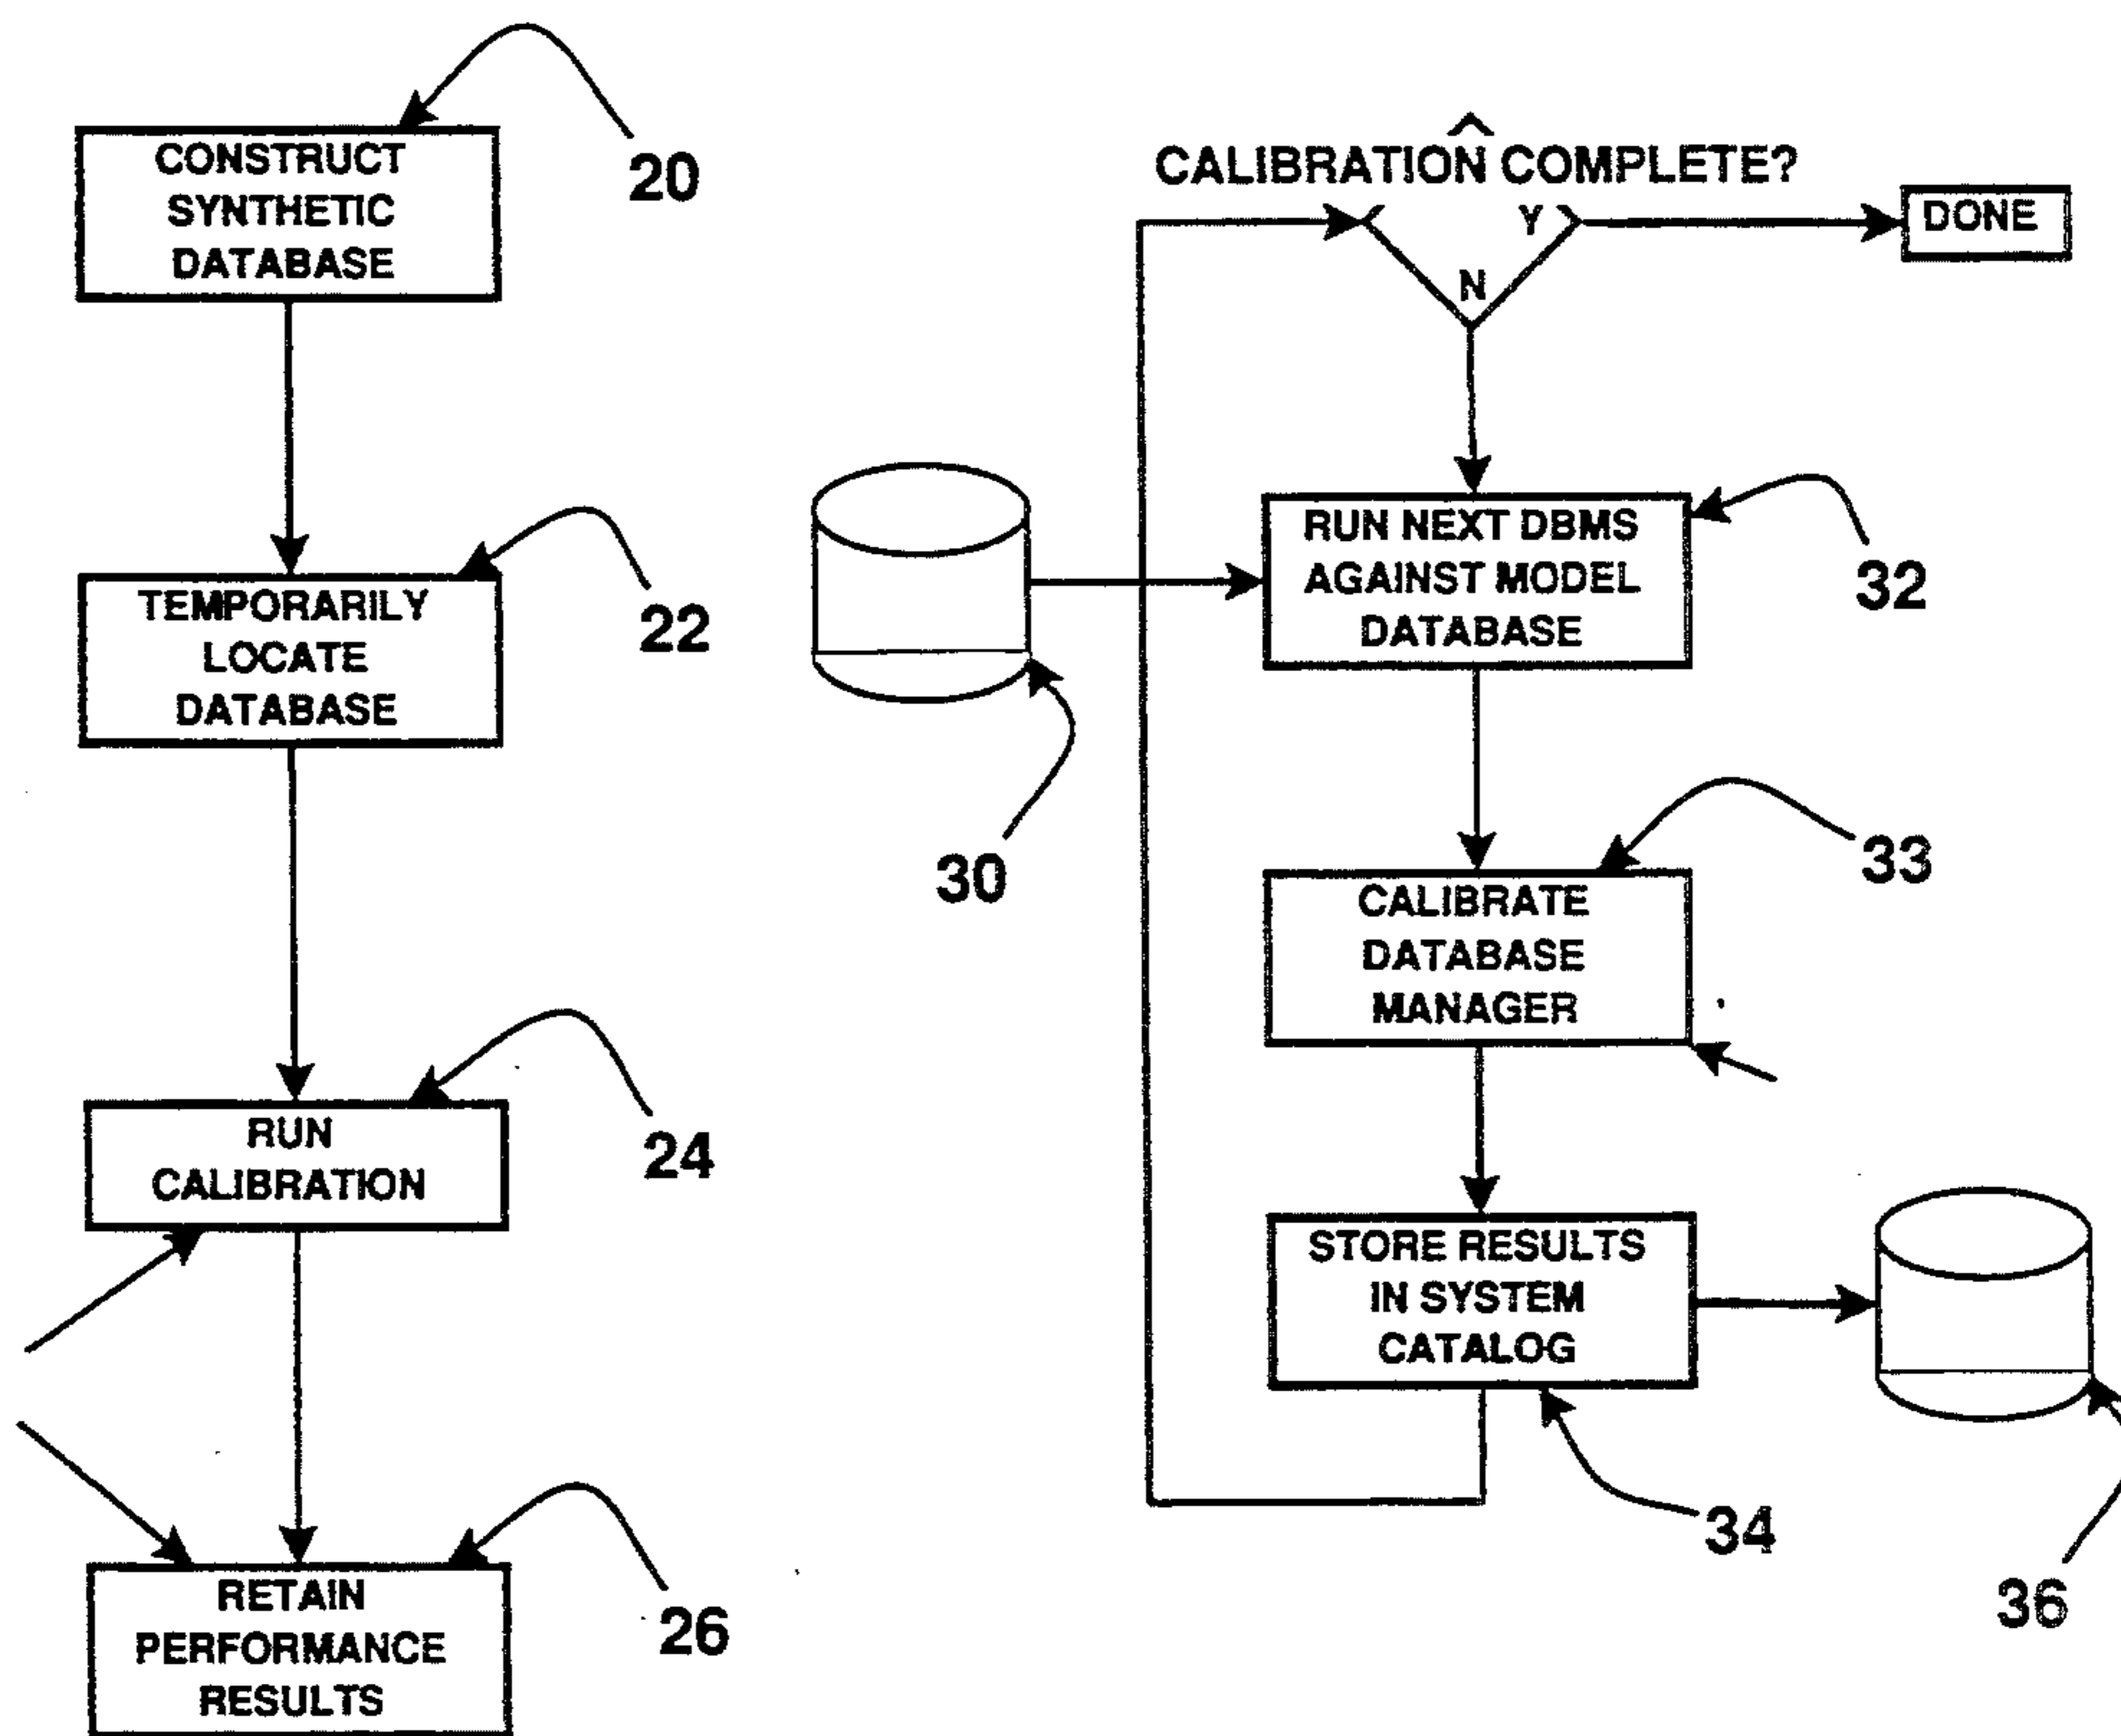 CONSTRUCT
SYNTHETIC
DATABASE
20
TEMPORARILY
LOCATE
DATABASE
22
RUN
CALIBRATION
24
RETAIN
PERFORMANCE
RESULTS
26
CALIBRATION COMPLETE?
Y
N
DONE
30
RUN NEXT DBMS
AGAINST MODEL
DATABASE
32
CALIBRATE
DATABASE
MANAGER
33
STORE RESULTS
IN SYSTEM
CATALOG
34
36